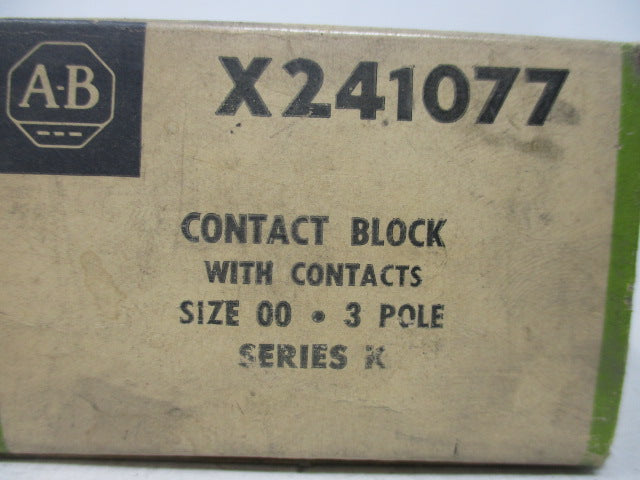 A-B
X241077
CONTACT BLOCK
WITH CONTACTS
SIZE 00 • 3 POLE
SERIES K